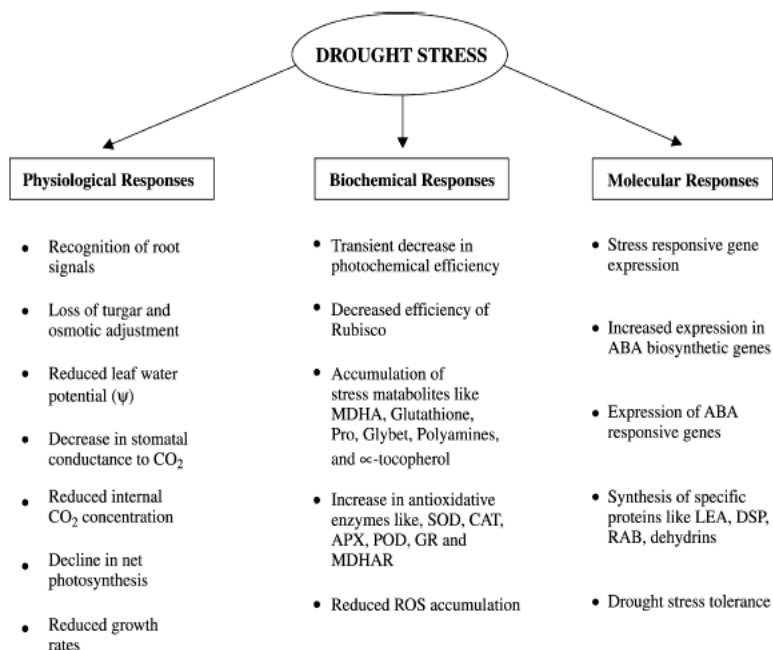 DROUGHT STRESS
Physiological Responses
• Recognition of root
signals
• Loss of turgar and
osmotic adjustment
• Reduced leaf water
potential (ψ)
• Decrease in stomatal
conductance to CO₂
• Reduced internal
CO₂ concentration
• Decline in net
photosynthesis
• Reduced growth
rates
Biochemical Responses
• Transient decrease in
photochemical efficiency
• Decreased efficiency of
Rubisco
• Accumulation of
stress matabolites like
MDHA, Glutathione,
Pro, Glybet, Polyamines,
and ∝-tocopherol
• Increase in antioxidative
enzymes like, SOD, CAT,
APX, POD, GR and
MDHAR
• Reduced ROS accumulation
Molecular Responses
• Stress responsive gene
expression
• Increased expression in
ABA biosynthetic genes
• Expression of ABA
responsive genes
• Synthesis of specific
proteins like LEA, DSP,
RAB, dehydrins
• Drought stress tolerance